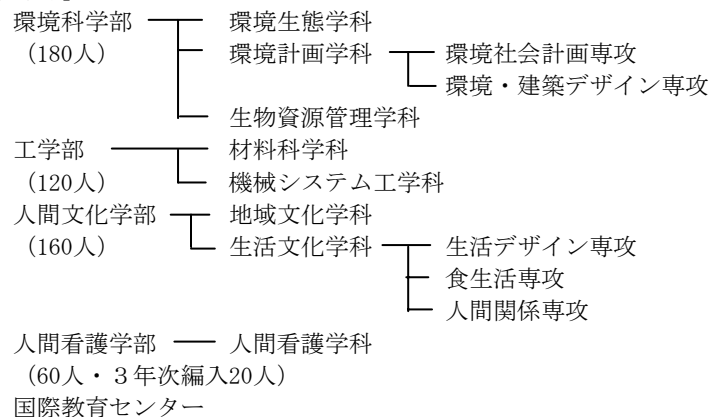 環境科学部 環境生態学科
（180人） 環境計画学科 環境社会計画専攻
環境・建築デザイン専攻
生物資源管理学科
工学部 材料科学科
（120人） 機械システム工学科
人間文化学部 地域文化学科
（160人） 生活文化学科 生活デザイン専攻
食生活専攻
人間関係専攻
人間看護学部 人間看護学科
（60人・３年次編入20人）
国際教育センター